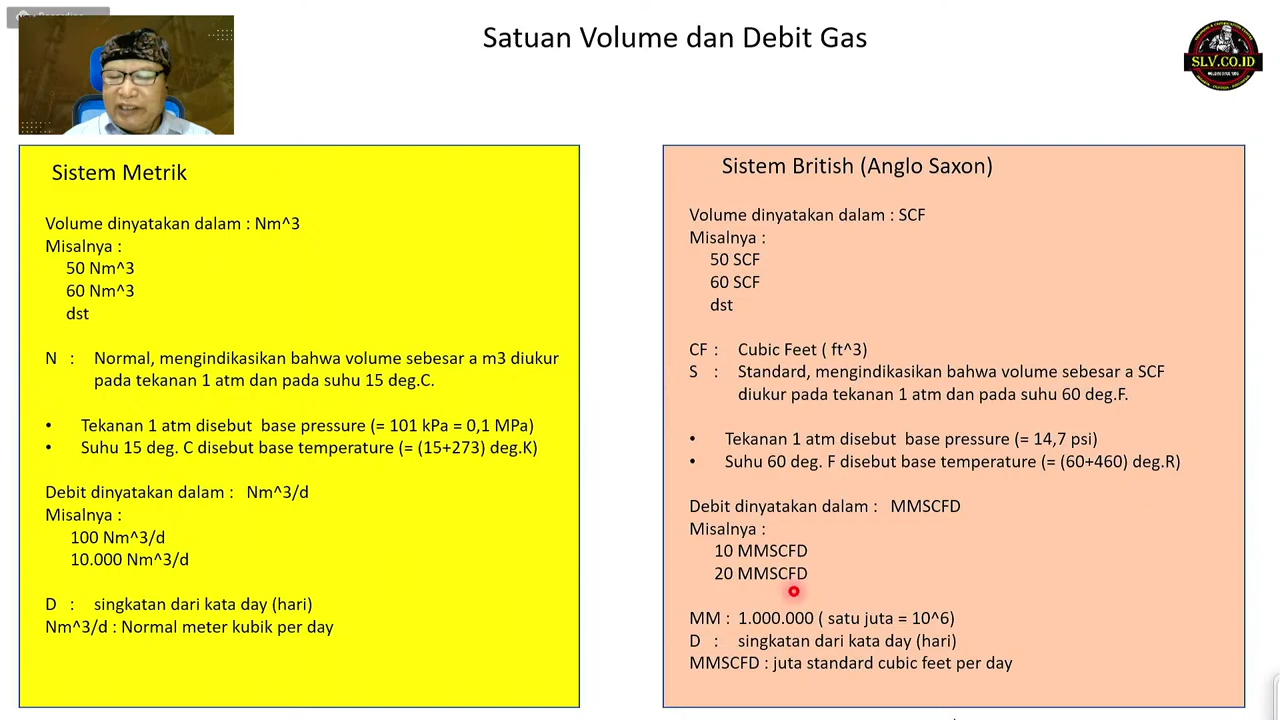 Recording
Satuan Volume dan Debit Gas
SLV.CO.ID
Sistem Metrik
Volume dinyatakan dalam : Nm^3
Misalnya :
50 Nm^3
60 Nm^3
dst
N : Normal, mengindikasikan bahwa volume sebesar a m3 diukur
pada tekanan 1 atm dan pada suhu 15 deg.C.
• Tekanan 1 atm disebut base pressure (= 101 kPa = 0,1 MPa)
• Suhu 15 deg. C disebut base temperature (= (15+273) deg.K)
Debit dinyatakan dalam : Nm^3/d
Misalnya :
100 Nm^3/d
10.000 Nm^3/d
D : singkatan dari kata day (hari)
Nm^3/d : Normal meter kubik per day
Sistem British (Anglo Saxon)
Volume dinyatakan dalam : SCF
Misalnya :
50 SCF
60 SCF
dst
CF : Cubic Feet ( ft^3)
S : Standard, mengindikasikan bahwa volume sebesar a SCF
diukur pada tekanan 1 atm dan pada suhu 60 deg.F.
• Tekanan 1 atm disebut base pressure (= 14,7 psi)
• Suhu 60 deg. F disebut base temperature (= (60+460) deg.R)
Debit dinyatakan dalam : MMSCFD
Misalnya :
10 MMSCFD
20 MMSCFD
MM : 1.000.000 ( satu juta = 10^6)
D : singkatan dari kata day (hari)
MMSCFD : juta standard cubic feet per day